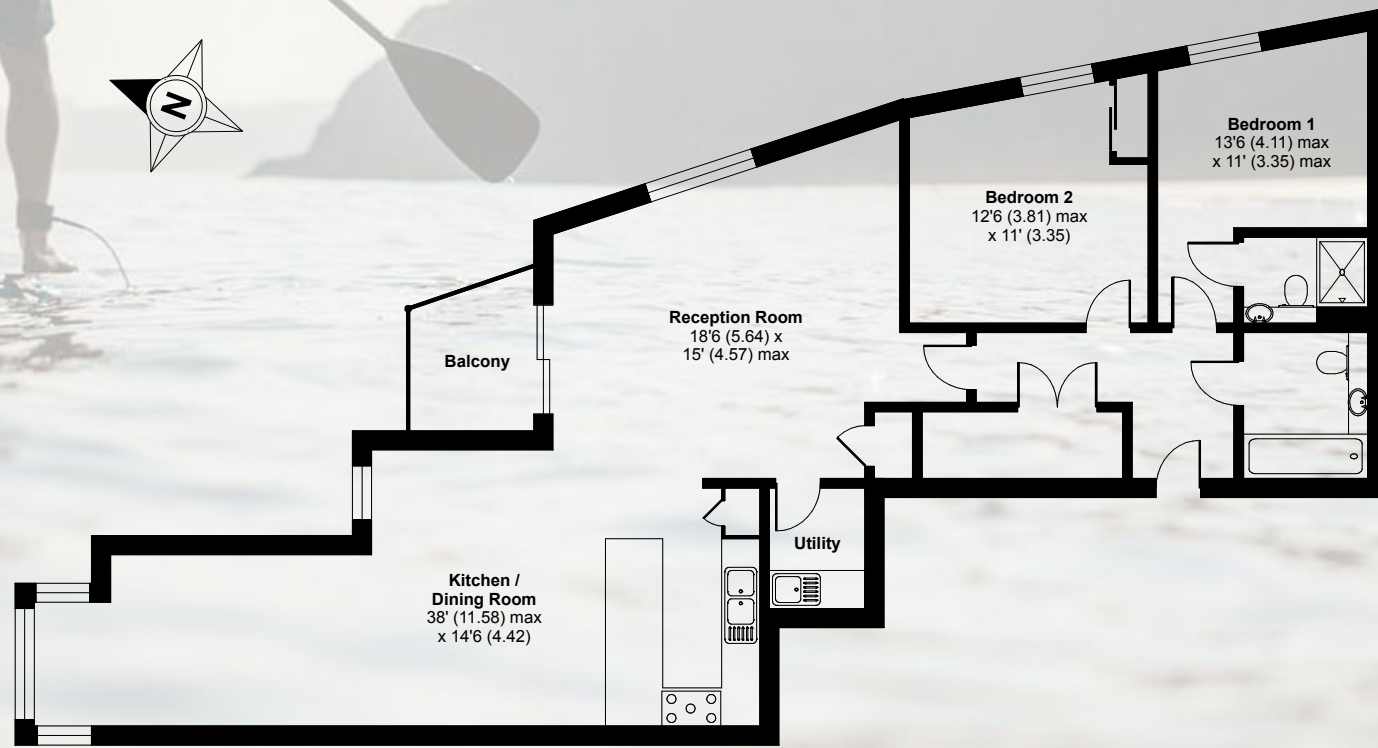 N
Bedroom 1
13'6 (4.11) max
x 11' (3.35) max
Bedroom 2
12'6 (3.81) max
x 11' (3.35)
Reception Room
18'6 (5.64) x
15' (4.57) max
Balcony
Utility
Kitchen /
Dining Room
38' (11.58) max
x 14'6 (4.42)